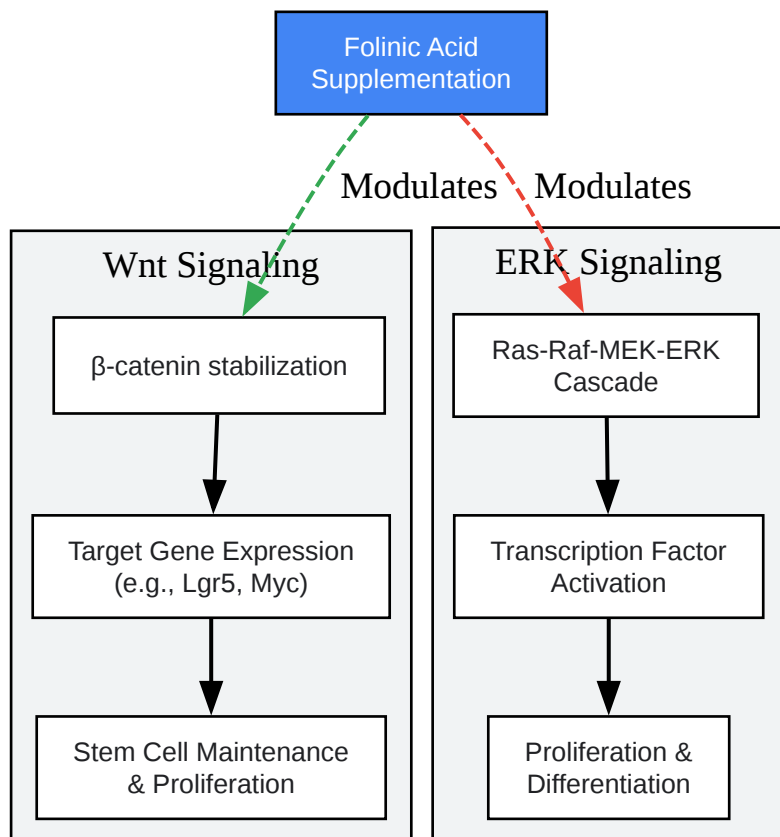 Folinic Acid
Supplementation
Modulates
Modulates
Wnt Signaling
β-catenin stabilization
Target Gene Expression
(e.g., Lgr5, Myc)
Stem Cell Maintenance
& Proliferation
ERK Signaling
Ras-Raf-MEK-ERK
Cascade
Transcription Factor
Activation
Proliferation &
Differentiation